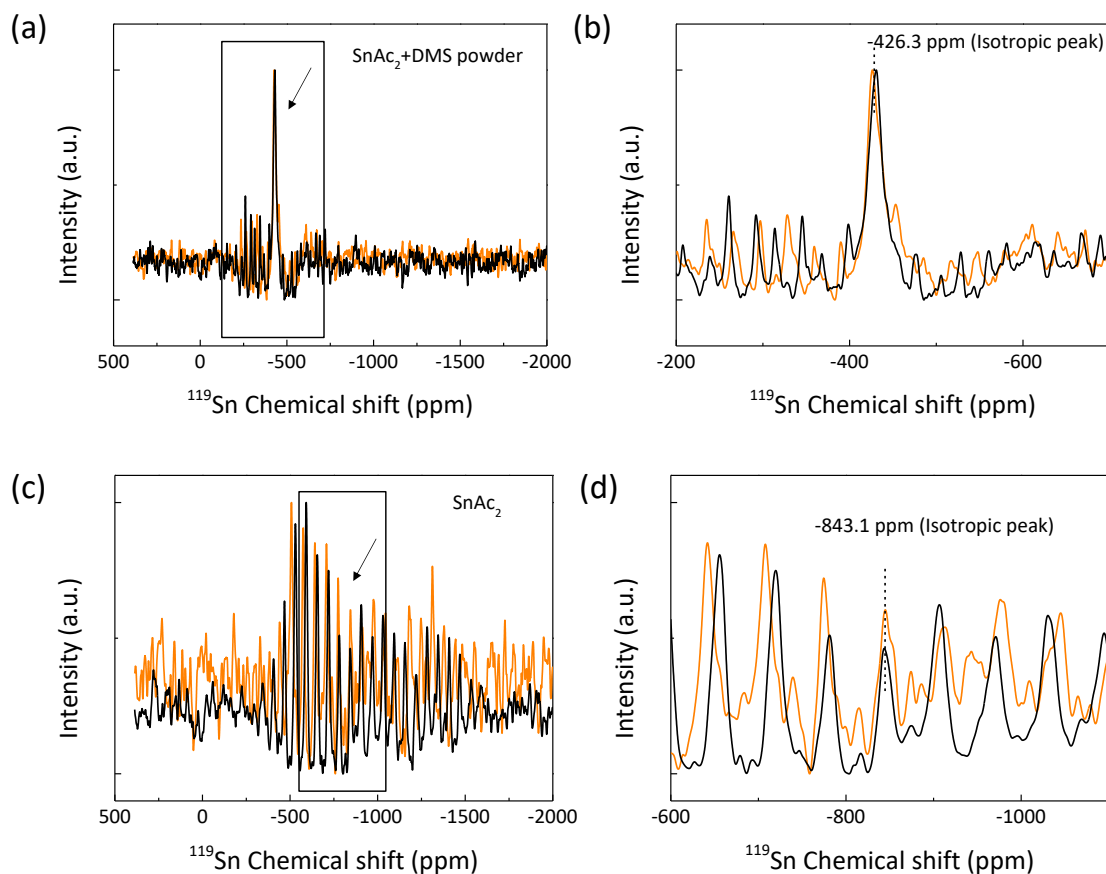 (a)
SnAc₂+DMS powder
Intensity (a.u.)
500 0 -500 -1000 -1500 -2000
¹¹⁹Sn Chemical shift (ppm)
(b)
-426.3 ppm (Isotropic peak)
Intensity (a.u.)
-200 -400 -600
¹¹⁹Sn Chemical shift (ppm)
(c)
SnAc₂
Intensity (a.u.)
500 0 -500 -1000 -1500 -2000
¹¹⁹Sn Chemical shift (ppm)
(d)
-843.1 ppm (Isotropic peak)
Intensity (a.u.)
-600 -800 -1000
¹¹⁹Sn Chemical shift (ppm)